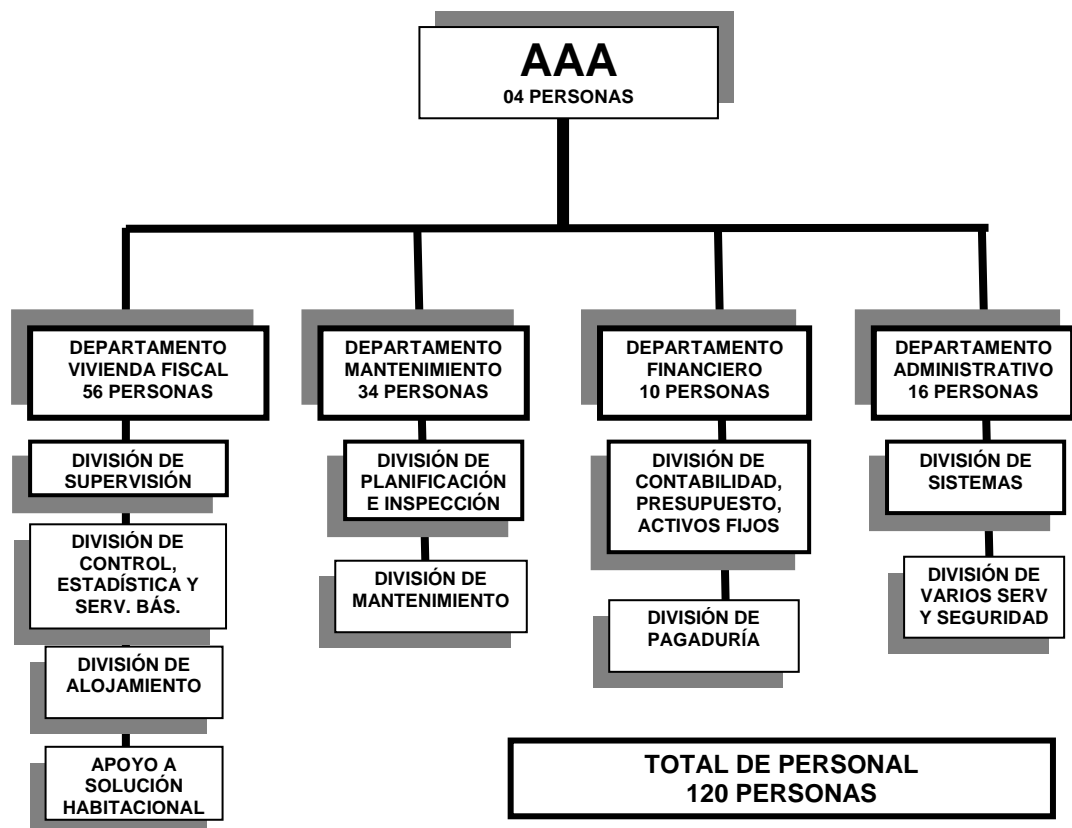 AAA
04 PERSONAS
DEPARTAMENTO
VIVIENDA FISCAL
56 PERSONAS
DEPARTAMENTO
MANTENIMIENTO
34 PERSONAS
DEPARTAMENTO
FINANCIERO
10 PERSONAS
DEPARTAMENTO
ADMINISTRATIVO
16 PERSONAS
DIVISIÓN DE
SUPERVISIÓN
DIVISIÓN DE
CONTROL,
ESTADÍSTICA Y
SERV. BÁS.
DIVISIÓN DE
ALOJAMIENTO
APOYO A
SOLUCIÓN
HABITACIONAL
DIVISIÓN DE
PLANIFICACIÓN
E INSPECCIÓN
DIVISIÓN DE
MANTENIMIENTO
DIVISIÓN DE
CONTABILIDAD,
PRESUPUESTO,
ACTIVOS FIJOS
DIVISIÓN DE
PAGADURÍA
DIVISIÓN DE
SISTEMAS
DIVISIÓN DE
VARIOS SERV
Y SEGURIDAD
TOTAL DE PERSONAL
120 PERSONAS